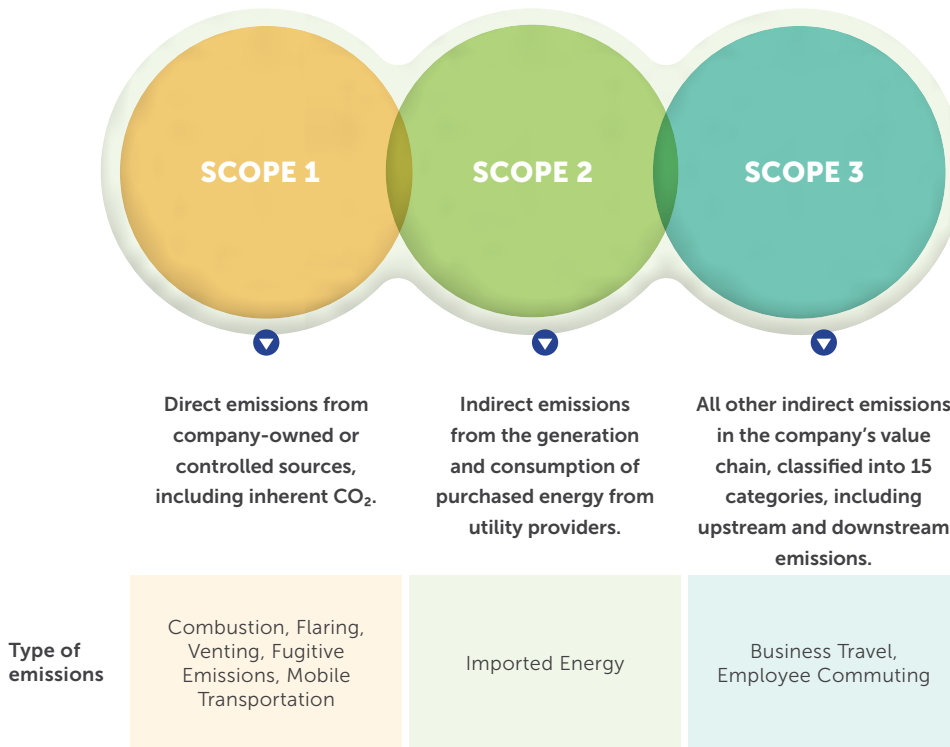 SCOPE 1
SCOPE 2
SCOPE 3
Direct emissions from
company-owned or
controlled sources,
including inherent CO₂.
Indirect emissions
from the generation
and consumption of
purchased energy from
utility providers.
All other indirect emissions
in the company’s value
chain, classified into 15
categories, including
upstream and downstream
emissions.
Type of
emissions
Combustion, Flaring,
Venting, Fugitive
Emissions, Mobile
Transportation
Imported Energy
Business Travel,
Employee Commuting